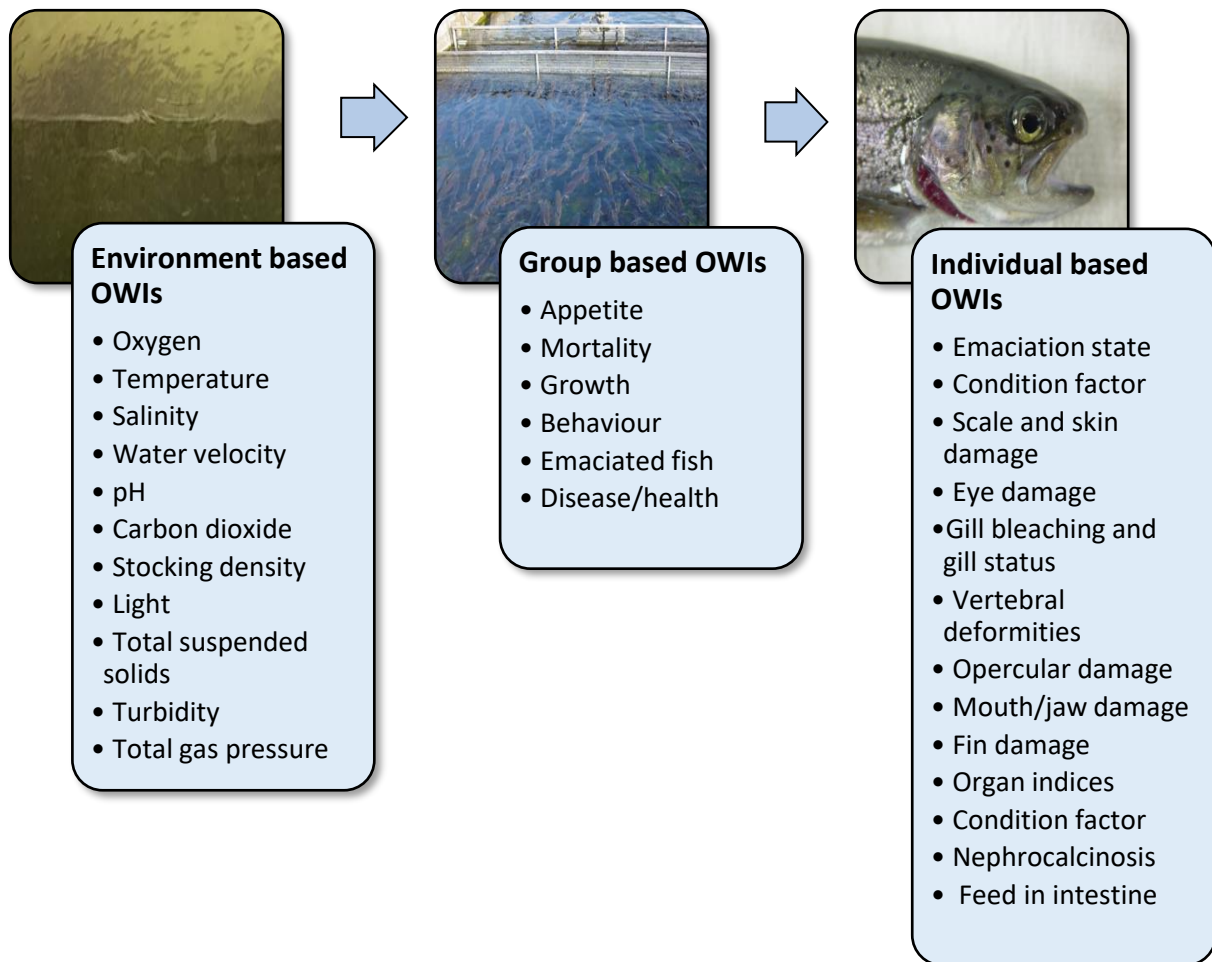 Environment based
OWIs
• Oxygen
• Temperature
• Salinity
• Water velocity
• pH
• Carbon dioxide
• Stocking density
• Light
• Total suspended
solids
• Turbidity
• Total gas pressure
Group based OWIs
• Appetite
• Mortality
• Growth
• Behaviour
• Emaciated fish
• Disease/health
Individual based
OWIs
• Emaciation state
• Condition factor
• Scale and skin
damage
• Eye damage
•Gill bleaching and
gill status
• Vertebral
deformities
• Opercular damage
• Mouth/jaw damage
• Fin damage
• Organ indices
• Condition factor
• Nephrocalcinosis
• Feed in intestine